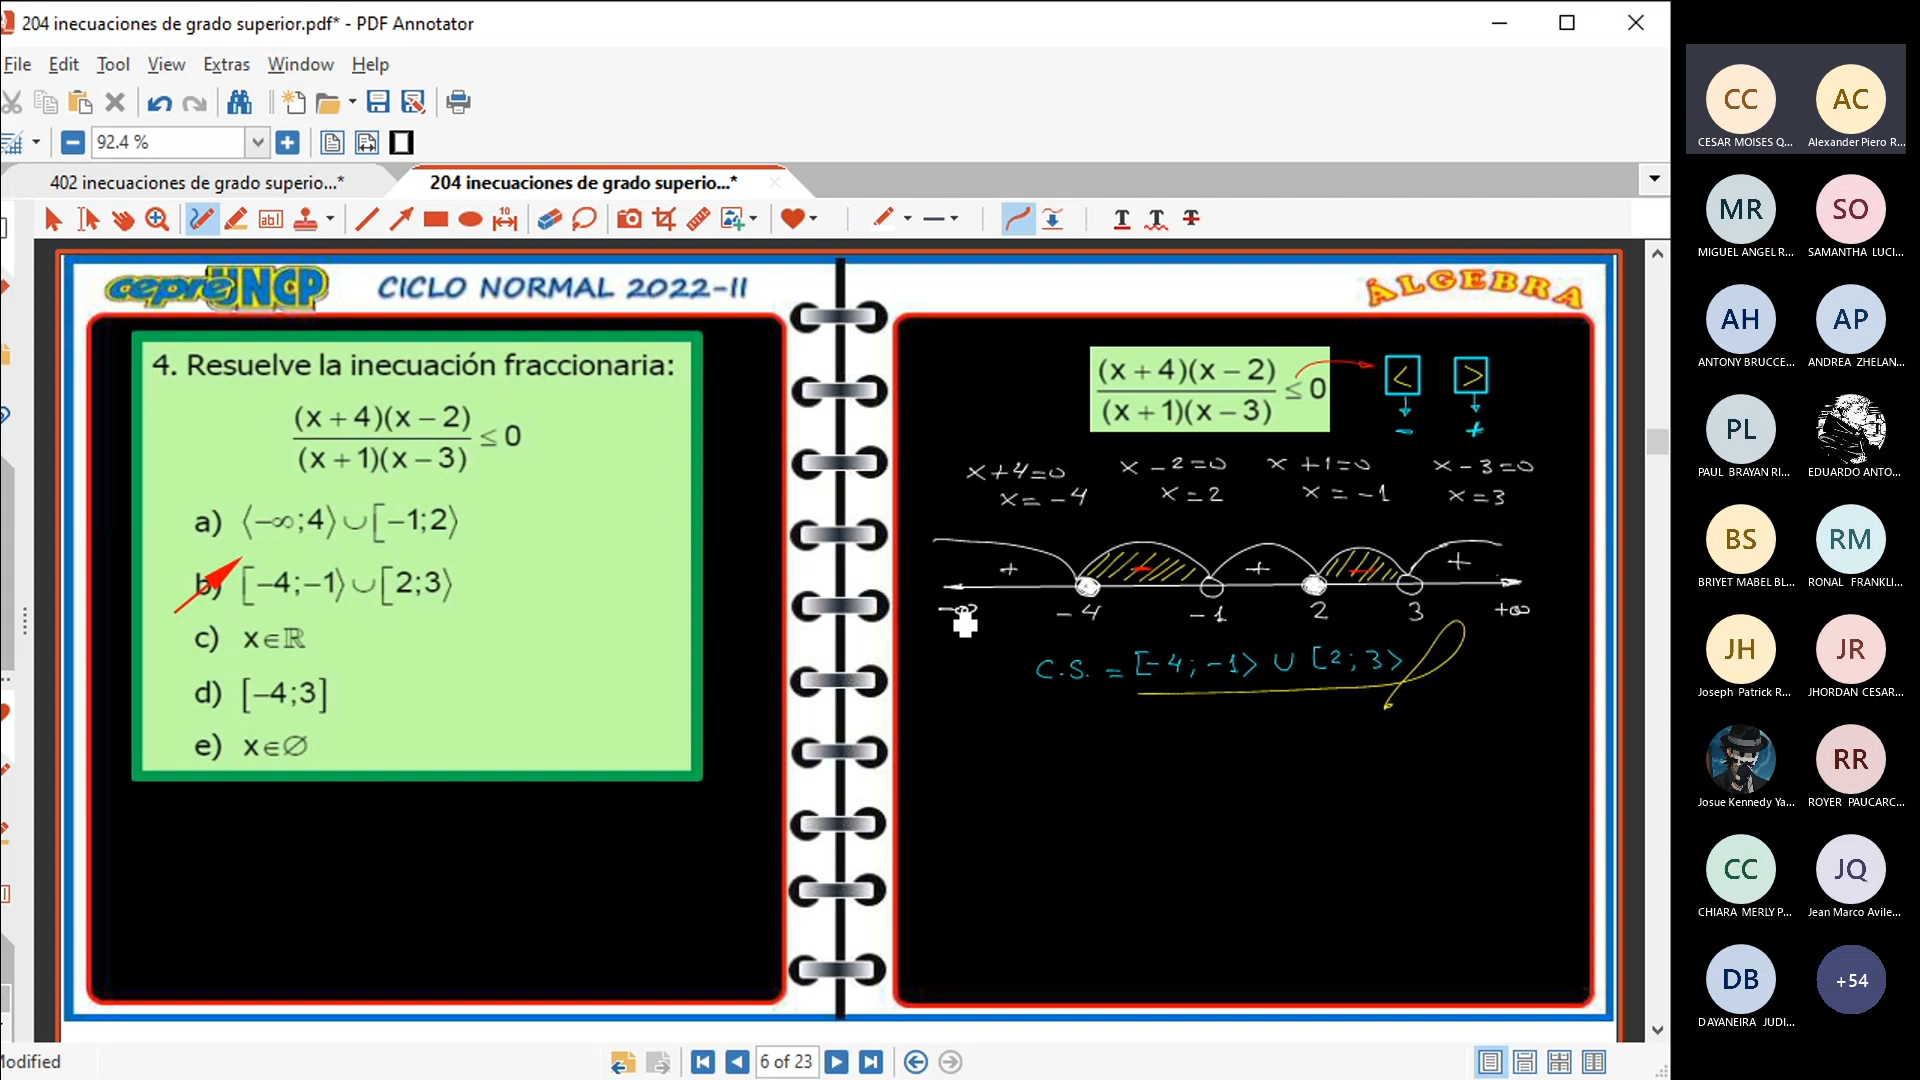 204 inecuaciones de grado superior.pdf* - PDF Annotator
File Edit Tool View Extras Window Help
92.4 %
402 inecuaciones de grado superio...*
204 inecuaciones de grado superio...*
cepre UNCP
CICLO NORMAL 2022-II
ÁLGEBRA
4. Resuelve la inecuación fraccionaria:
(x + 4)(x − 2)
(x + 1)(x − 3)
≤ 0
a) ⟨−∞;4⟩∪[−1;2⟩
b) [−4;−1⟩∪[2;3⟩
c) x∈ℝ
d) [−4;3]
e) x∈∅
(x + 4)(x − 2)
(x + 1)(x − 3)
≤ 0
< >
- +
x+4=0 x-2=0 x+1=0 x-3=0
x=-4 x=2 x=-1 x=3
+ - + - +
-∞ -4 -1 2 3 +∞
C.S. = [-4; -1> ∪ [2; 3>
6 of 23
CC
CESAR MOISES Q...
AC
Alexander Piero R...
MR
MIGUEL ANGEL R...
SO
SAMANTHA LUCI...
AH
ANTONY BRUCCE...
AP
ANDREA ZHELAN...
PL
PAUL BRAYAN RI...
EDUARDO ANTO...
BS
BRIYET MABEL BL...
RM
RONAL FRANKLI...
JH
Joseph Patrick R...
JR
JHORDAN CESAR...
Josue Kennedy Ya...
RR
ROYER PAUCARC...
CC
CHIARA MERLY P...
JQ
Jean Marco Avile...
DB
DAYANEIRA JUDI...
+54